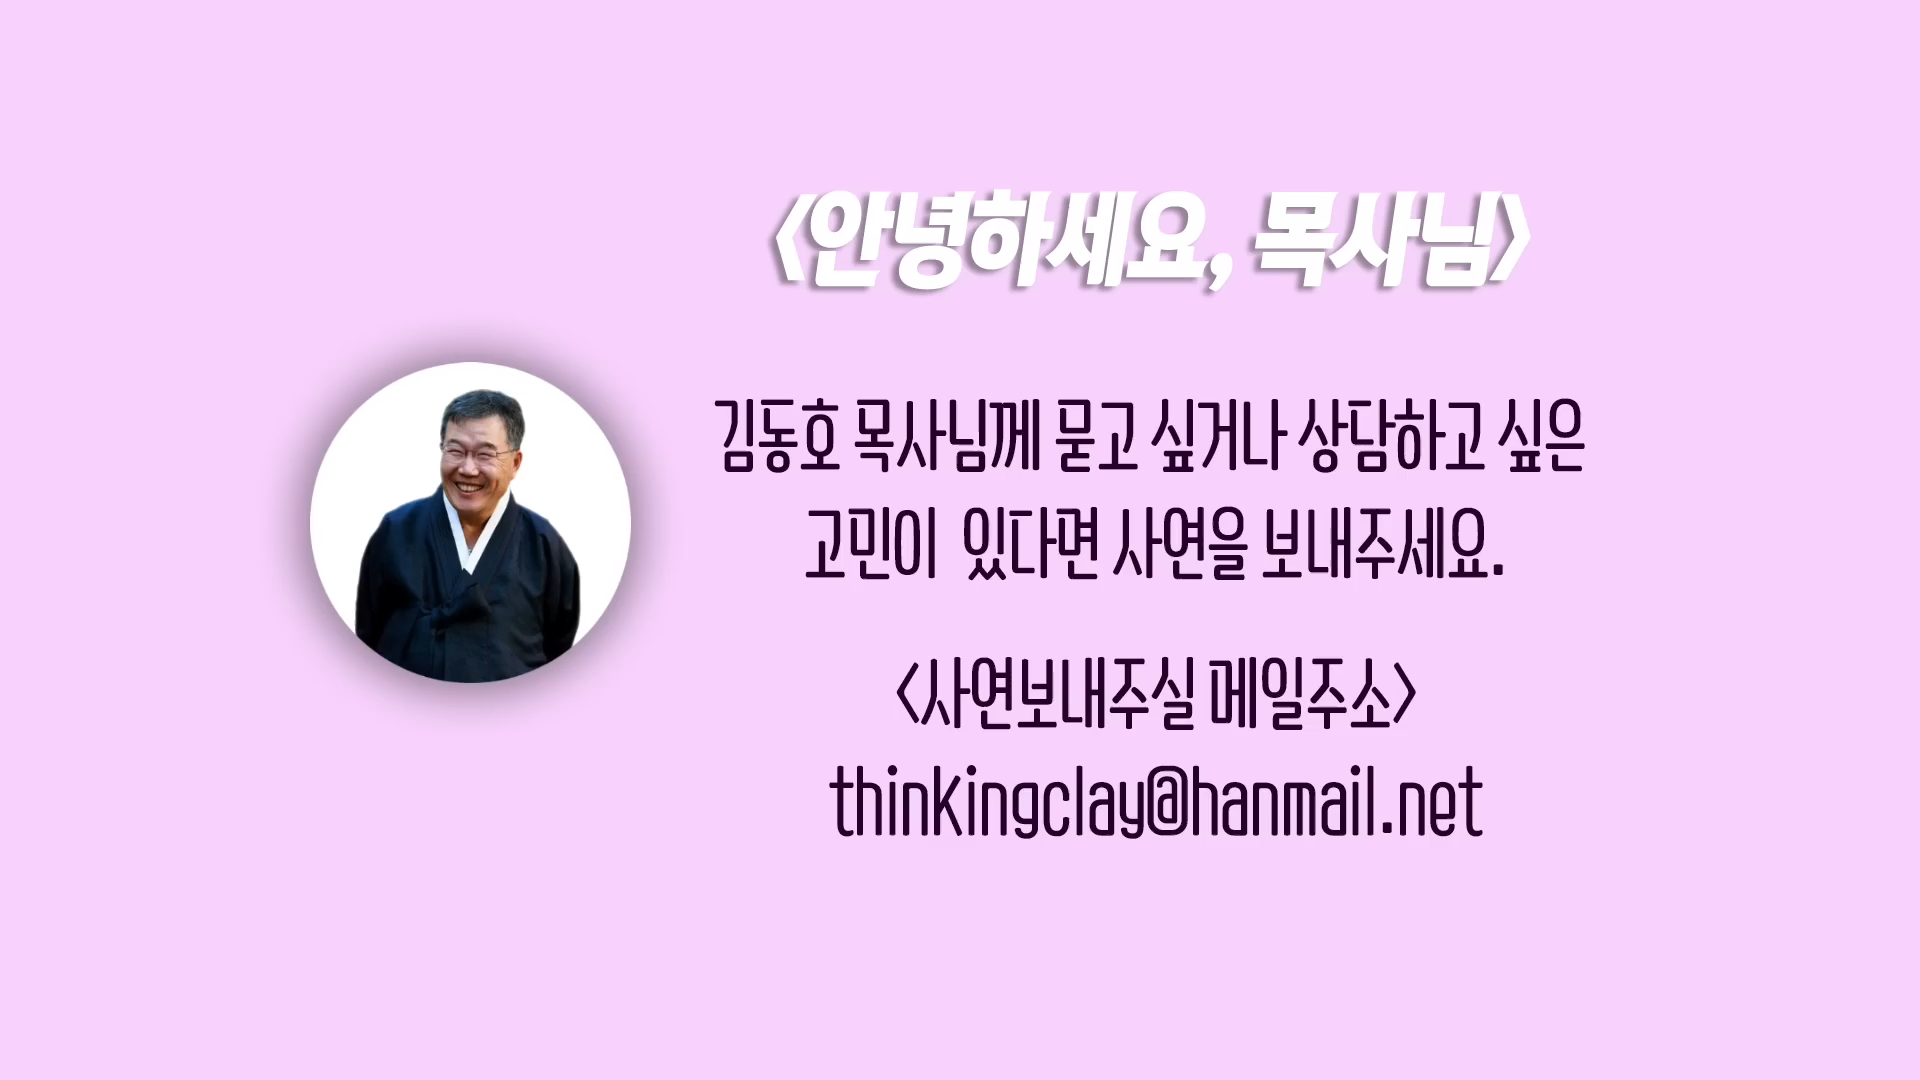 <안녕하세요, 목사님>
김동호 목사님께 묻고 싶거나 상담하고 싶은
고민이 있다면 사연을 보내주세요.
<사연보내주실 메일주소>
thinkingclay@hanmail.net